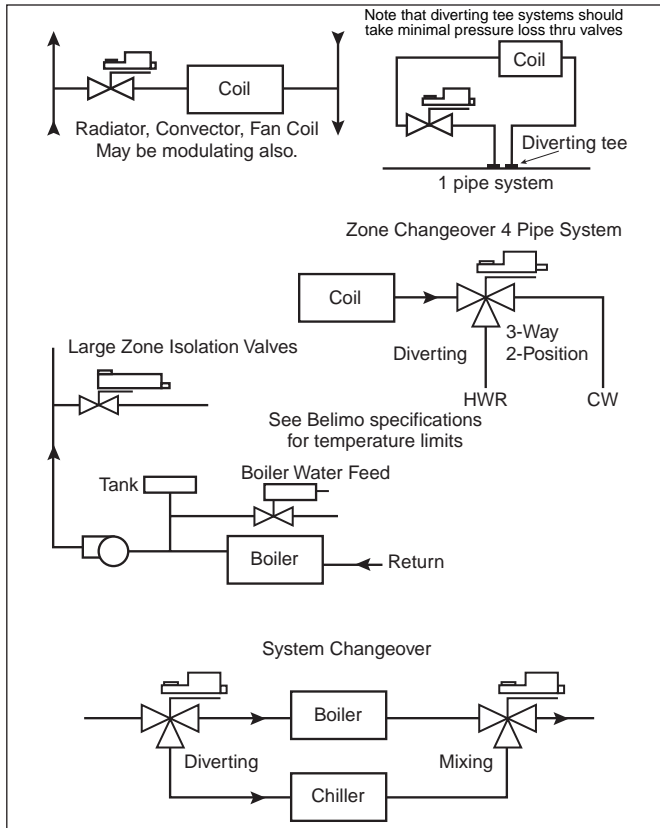 Note that diverting tee systems should
take minimal pressure loss thru valves
Coil
Coil
Radiator, Convector, Fan Coil
May be modulating also.
Diverting tee
1 pipe system
Zone Changeover 4 Pipe System
Coil
3-Way
2-Position
Diverting
HWR
CW
Large Zone Isolation Valves
See Belimo specifications
for temperature limits
Tank
Boiler Water Feed
Boiler
Return
System Changeover
Boiler
Diverting
Mixing
Chiller